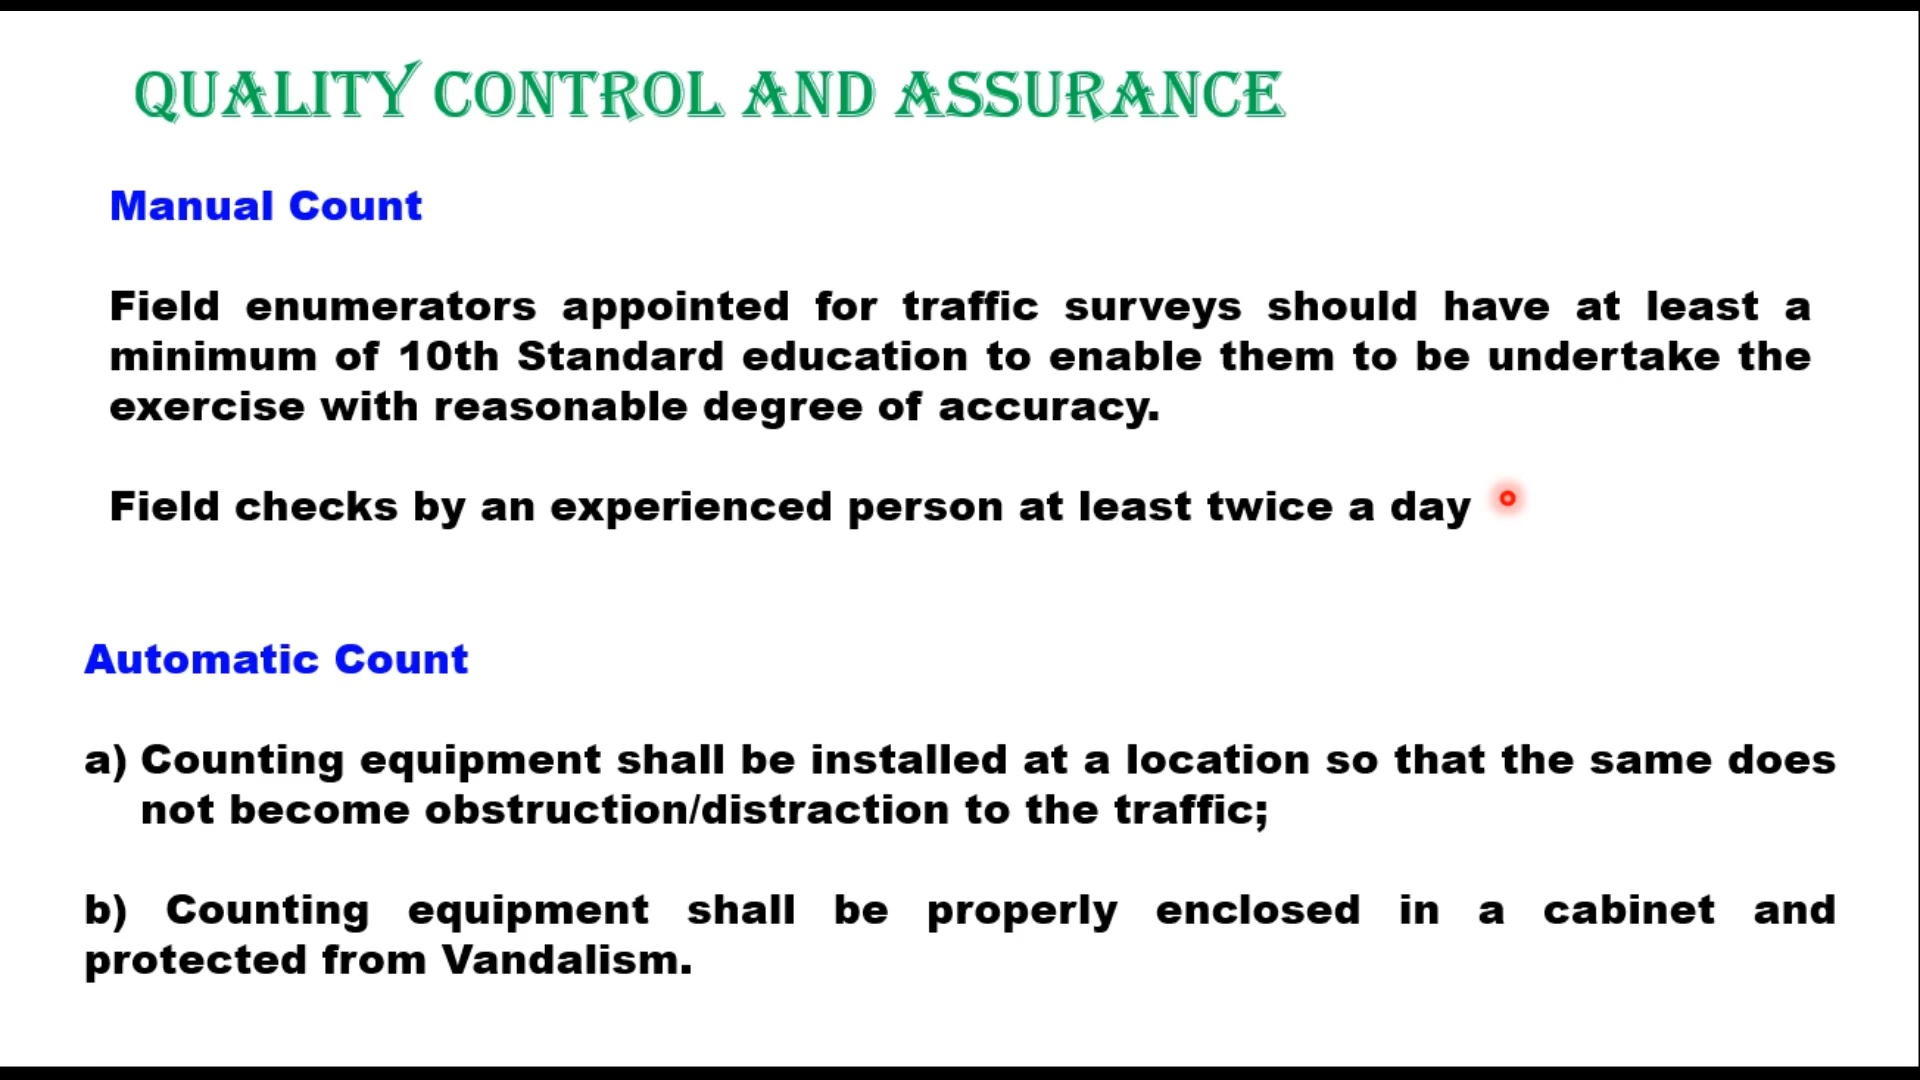 QUALITY CONTROL AND ASSURANCE
Manual Count
Field enumerators appointed for traffic surveys should have at least a
minimum of 10th Standard education to enable them to be undertake the
exercise with reasonable degree of accuracy.
Field checks by an experienced person at least twice a day
Automatic Count
a) Counting equipment shall be installed at a location so that the same does
not become obstruction/distraction to the traffic;
b) Counting equipment shall be properly enclosed in a cabinet and
protected from Vandalism.